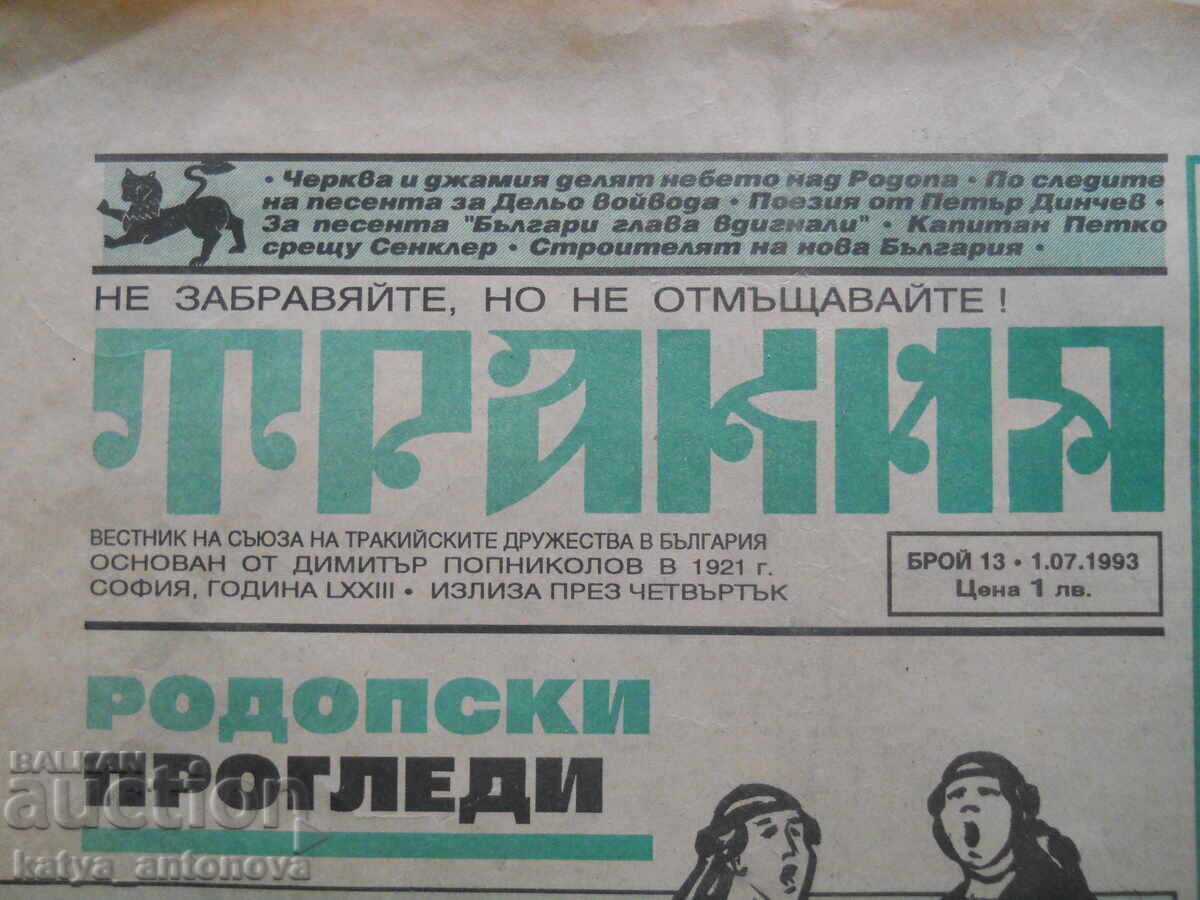 • Черква и джамия делят небето над Родопа • По следите
на песента за Дельо войвода • Поезия от Петър Динчев •
За песента "Българи глава вдигнали" • Капитан Петко
срещу Сенклер • Строителят на нова България •
НЕ ЗАБРАВЯЙТЕ, НО НЕ ОТМЪЩАВАЙТЕ !
ТРАКИЯ
ВЕСТНИК НА СЪЮЗА НА ТРАКИЙСКИТЕ ДРУЖЕСТВА В БЪЛГАРИЯ
ОСНОВАН ОТ ДИМИТЪР ПОПНИКОЛОВ В 1921 г.
СОФИЯ, ГОДИНА LXXIII • ИЗЛИЗА ПРЕЗ ЧЕТВЪРТЪК
БРОЙ 13 • 1.07.1993
Цена 1 лв.
РОДОПСКИ
ПРОГЛЕДИ
BALKAN
auction
katya_antonova